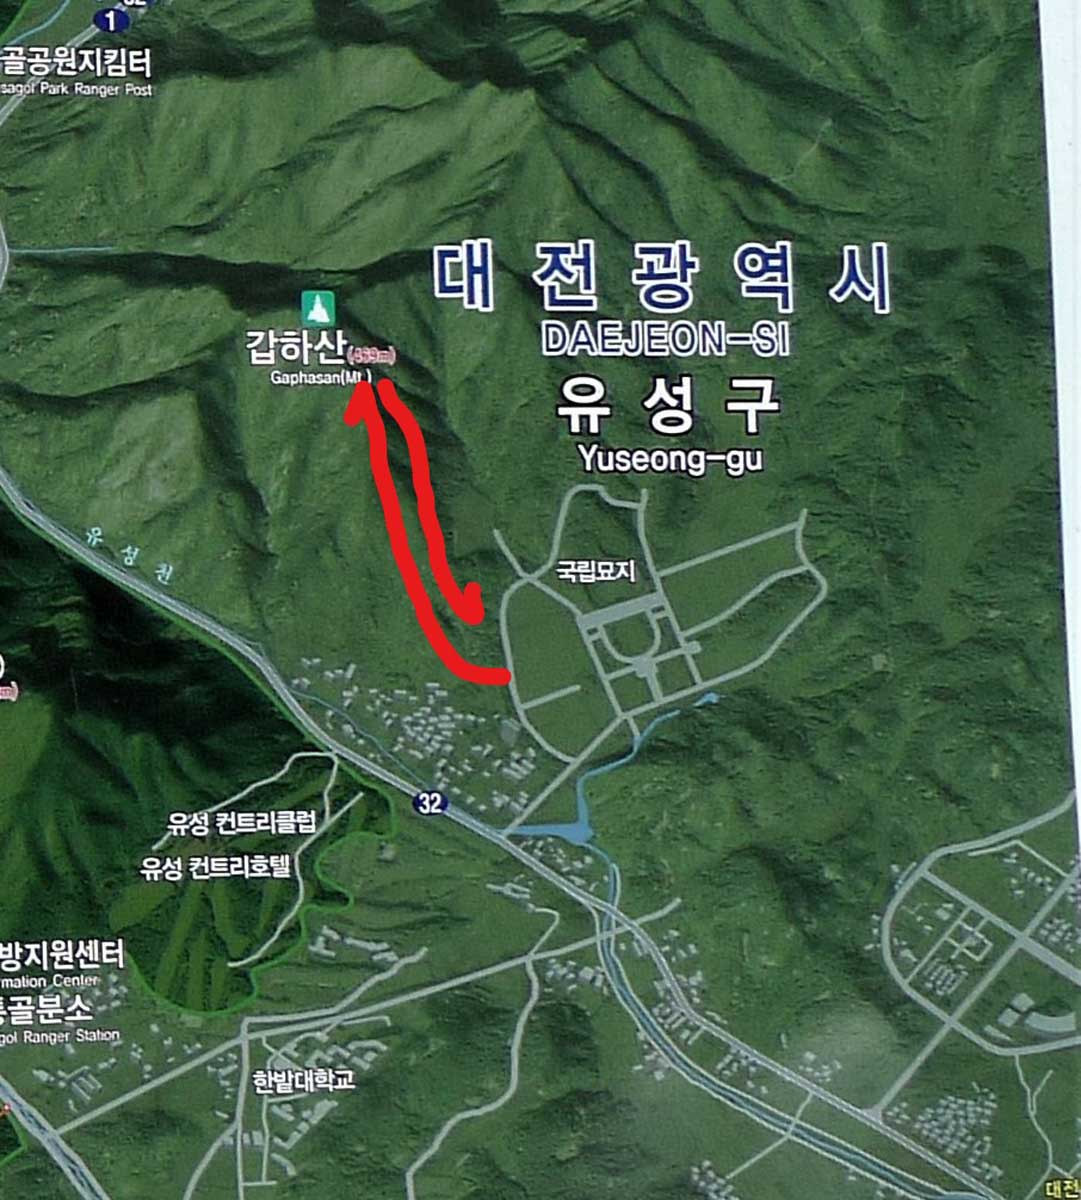 1
골공원지킴터
sagol Park Ranger Post
대전광역시
DAEJEON-SI
갑하산(469m)
Gaphasan(Mt.)
유성구
Yuseong-gu
유성천
국립묘지
32
유성 컨트리클럽
유성 컨트리호텔
방지원센터
rmation Center
골분소
gol Ranger Station
한밭대학교
대전